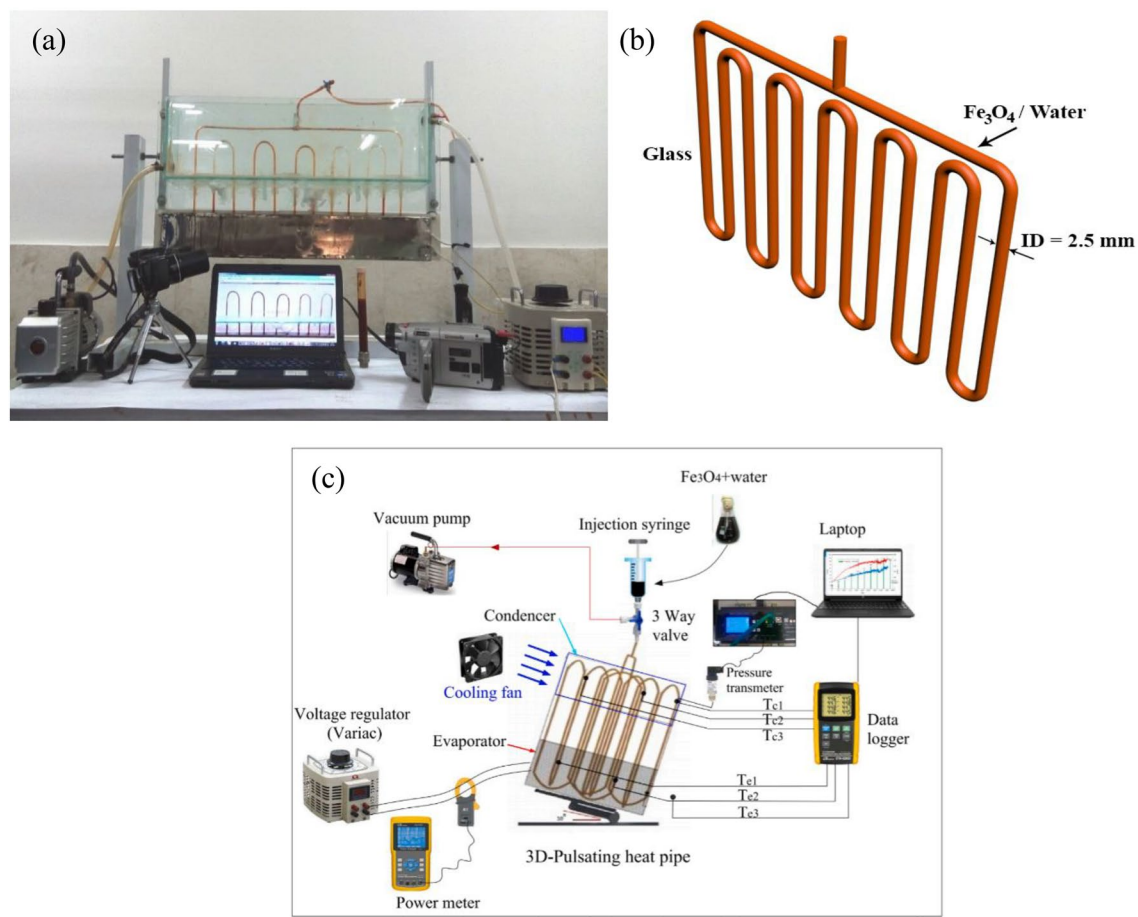 (a)
(b)
Fe₃O₄ / Water
Glass
ID = 2.5 mm
(c)
Fe3O4+water
Vacuum pump
Injection syringe
Laptop
Condencer
3 Way
valve
Cooling fan
Pressure
transmeter
Tc1
Tc2
Tc3
Voltage regulator
(Variac)
Data
logger
Evaporator
Te1
Te2
Te3
3D-Pulsating heat pipe
Power meter